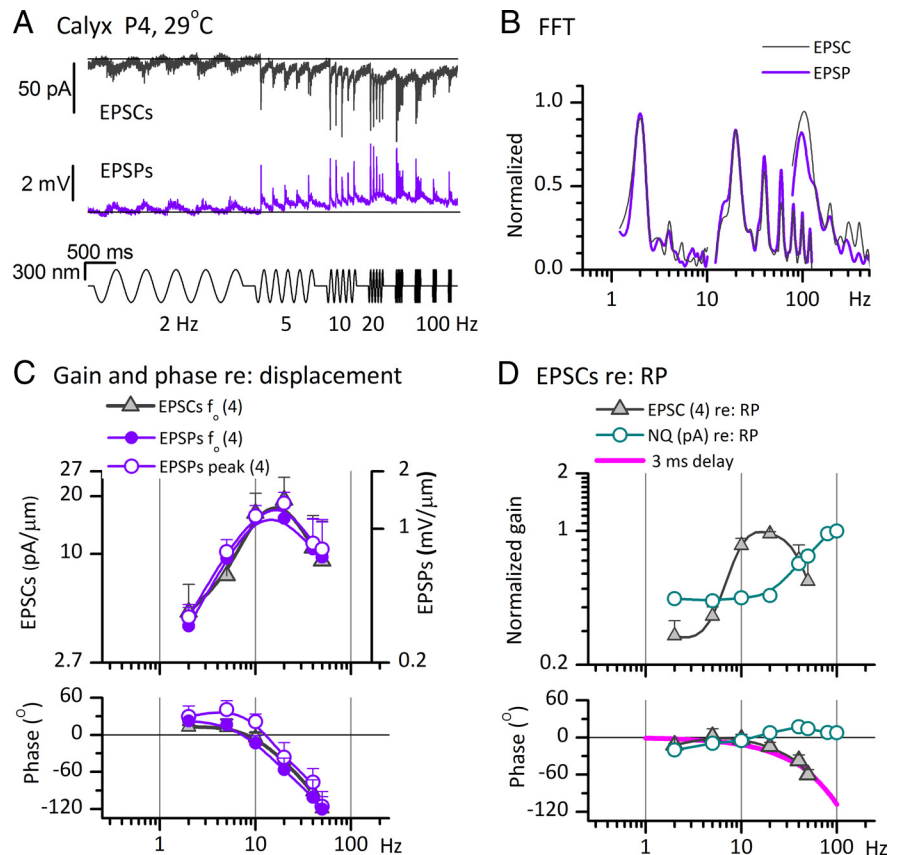 A Calyx P4, 29°C
50 pA
EPSCs
2 mV
EPSPs
500 ms
300 nm
2 Hz 5 10 20 100 Hz
B FFT
EPSC
EPSP
Normalized
1.0
0.5
0.0
1 10 100 Hz
C Gain and phase re: displacement
EPSCs fo (4)
EPSPs fo (4)
EPSPs peak (4)
EPSCs (pA/μm)
27
20
10
2.7
EPSPs (mV/μm)
2
1
0.2
Phase (°)
60
0
-60
-120
1 10 100 Hz
D EPSCs re: RP
EPSC (4) re: RP
NQ (pA) re: RP
3 ms delay
Normalized gain
2
1
0.2
Phase (°)
60
0
-60
-120
1 10 100 Hz